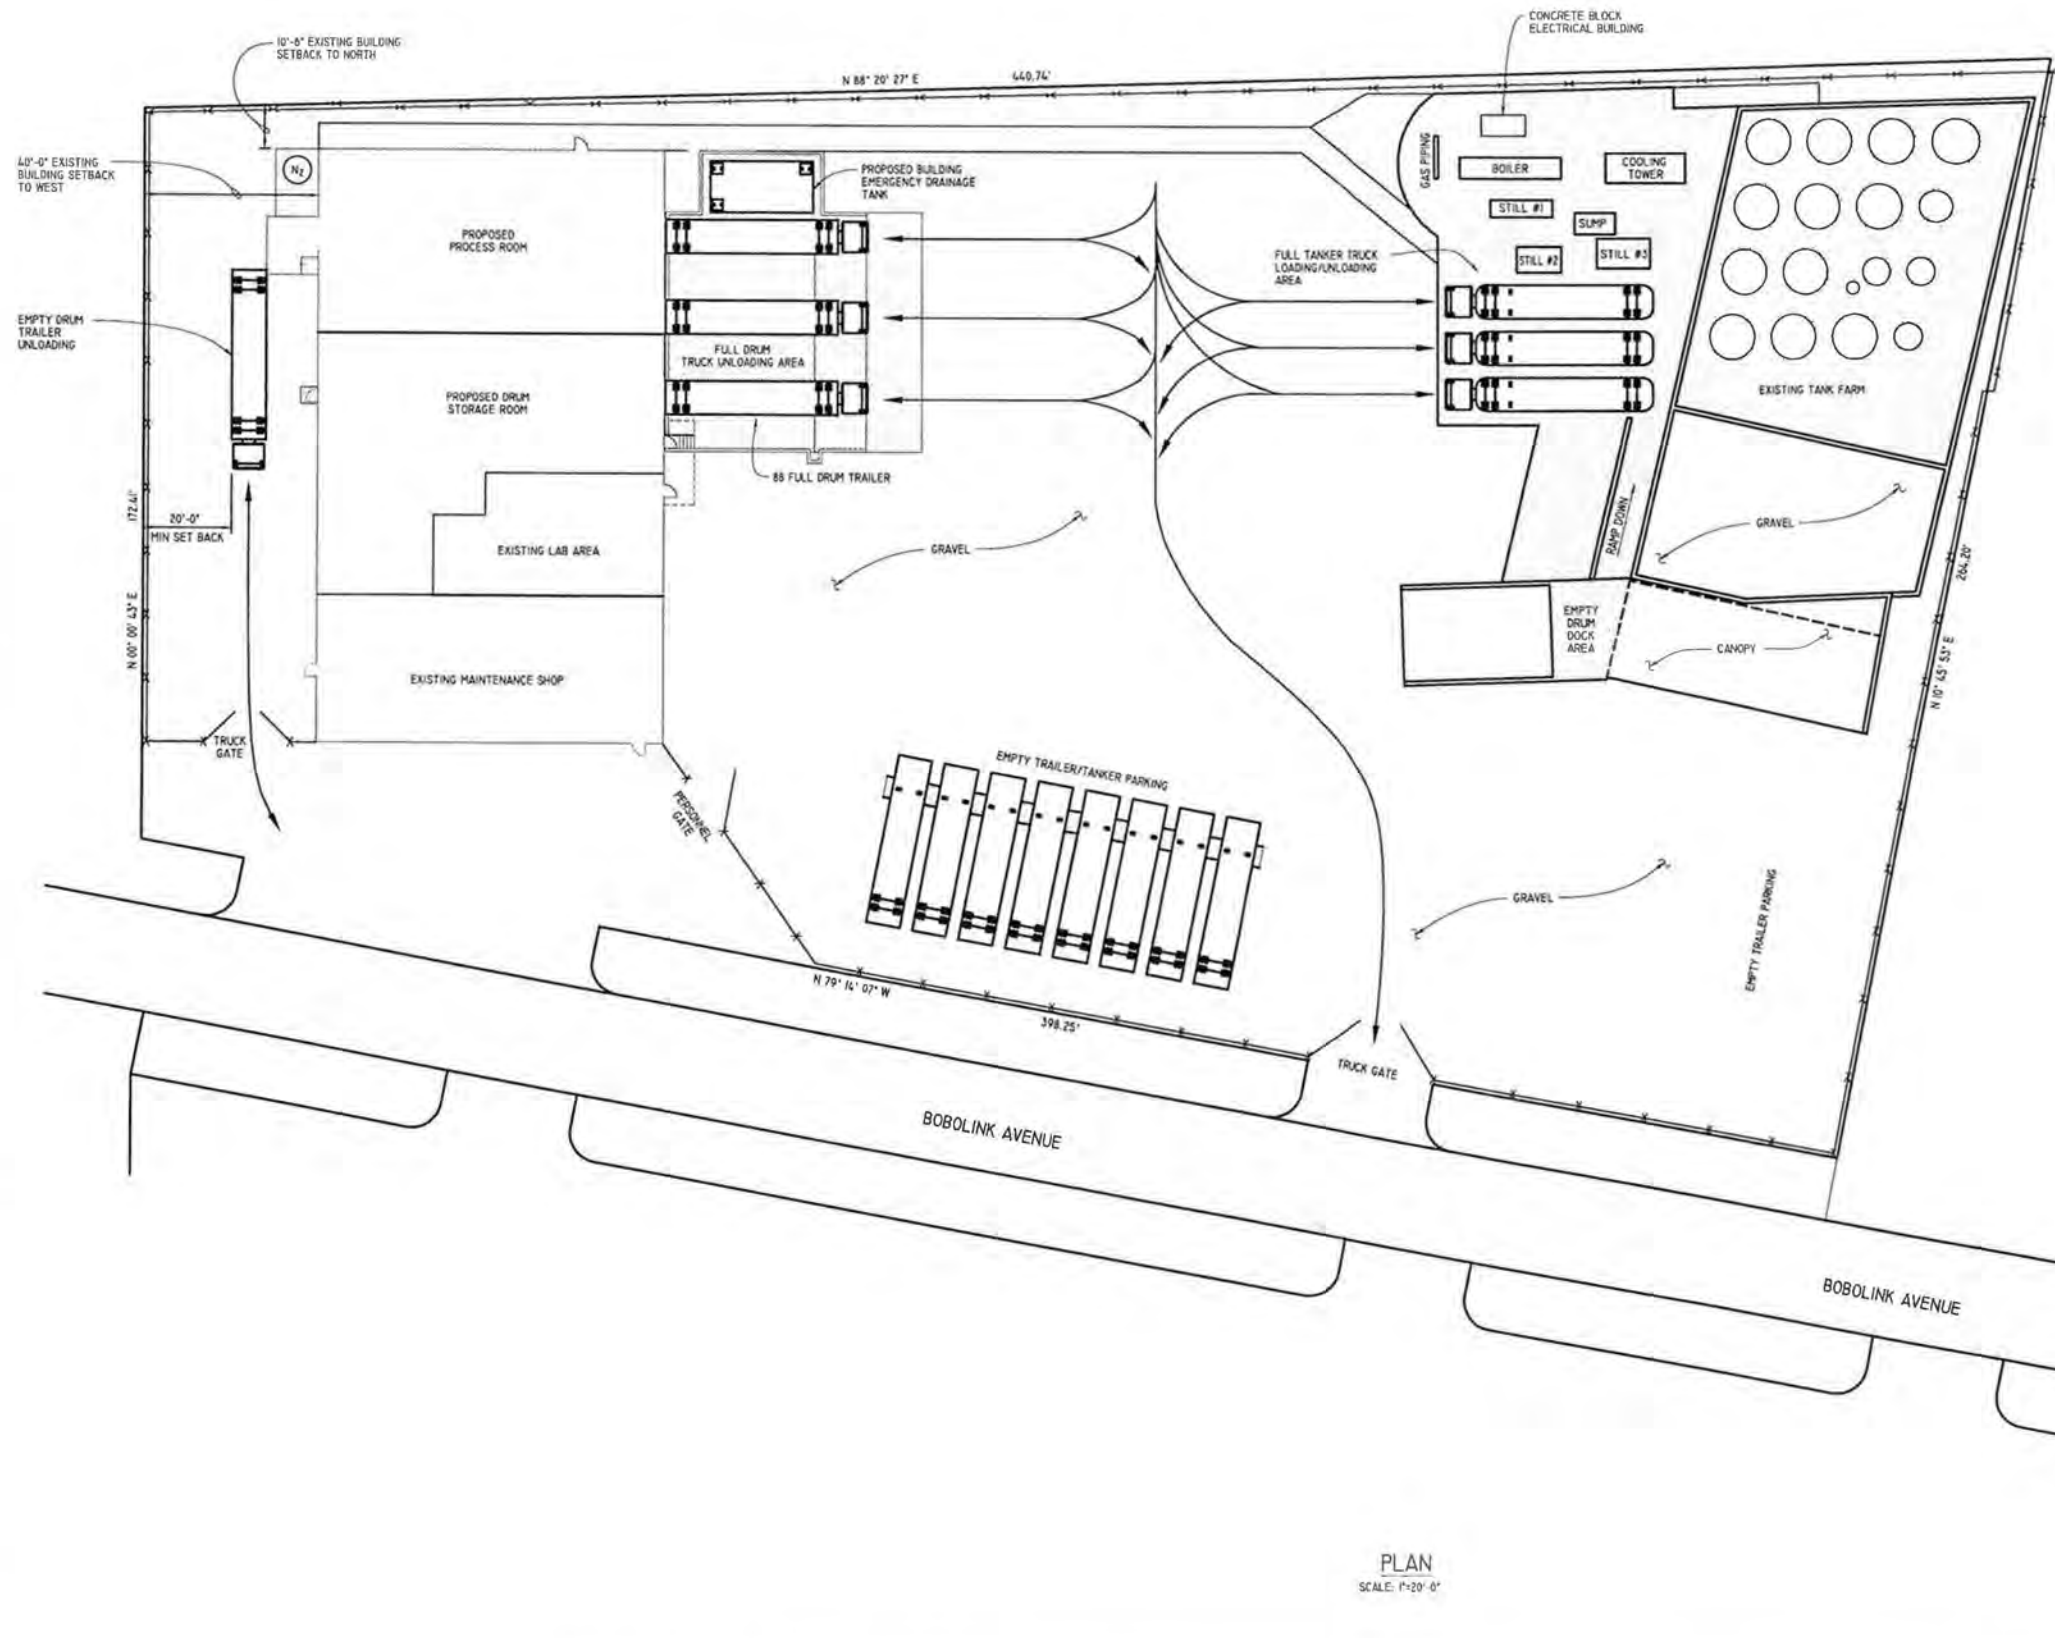 CONCRETE BLOCK
ELECTRICAL BUILDING
10'-8" EXISTING BUILDING
SETBACK TO NORTH
N 88° 20' 27" E
440.74'
40'-0" EXISTING
BUILDING SETBACK
TO WEST
N2
PROPOSED BUILDING
EMERGENCY DRAINAGE
TANK
GAS PIPING
BOILER
COOLING
TOWER
STILL #1
SUMP
STILL #2
STILL #3
PROPOSED
PROCESS ROOM
FULL TANKER TRUCK
LOADING/UNLOADING
AREA
EMPTY DRUM
TRAILER
UNLOADING
FULL DRUM
TRUCK UNLOADING AREA
PROPOSED DRUM
STORAGE ROOM
EXISTING TANK FARM
88 FULL DRUM TRAILER
172.41'
20'-0"
MIN SET BACK
GRAVEL
RAMP DOWN
GRAVEL
EXISTING LAB AREA
264.20'
N 00° 00' 43" E
EMPTY
DRUM
DOCK
AREA
CANOPY
N 10° 45' 53" E
EXISTING MAINTENANCE SHOP
TRUCK
GATE
PERSONNEL
GATE
EMPTY TRAILER/TANKER PARKING
GRAVEL
EMPTY TRAILER PARKING
N 79° 14' 07" W
398.25'
TRUCK GATE
BOBOLINK AVENUE
BOBOLINK AVENUE
PLAN
SCALE: 1"=20'-0"